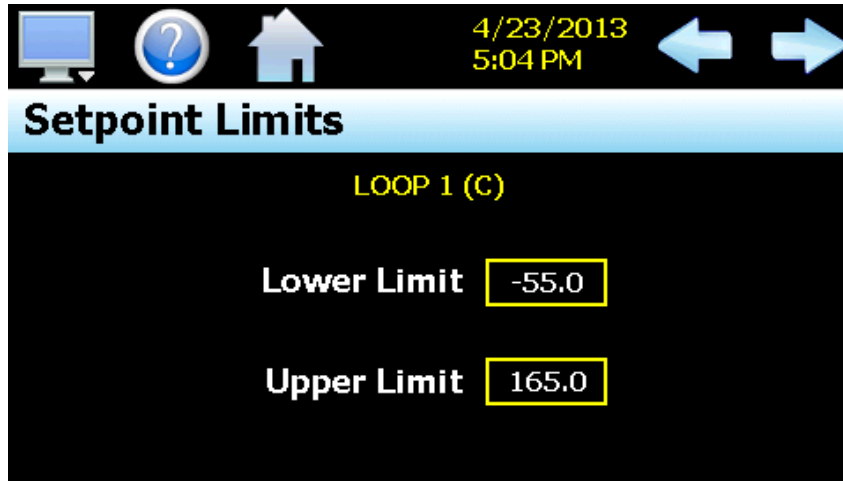 ?
4/23/2013
5:04 PM
Setpoint Limits
LOOP 1 (C)
Lower Limit -55.0
Upper Limit 165.0